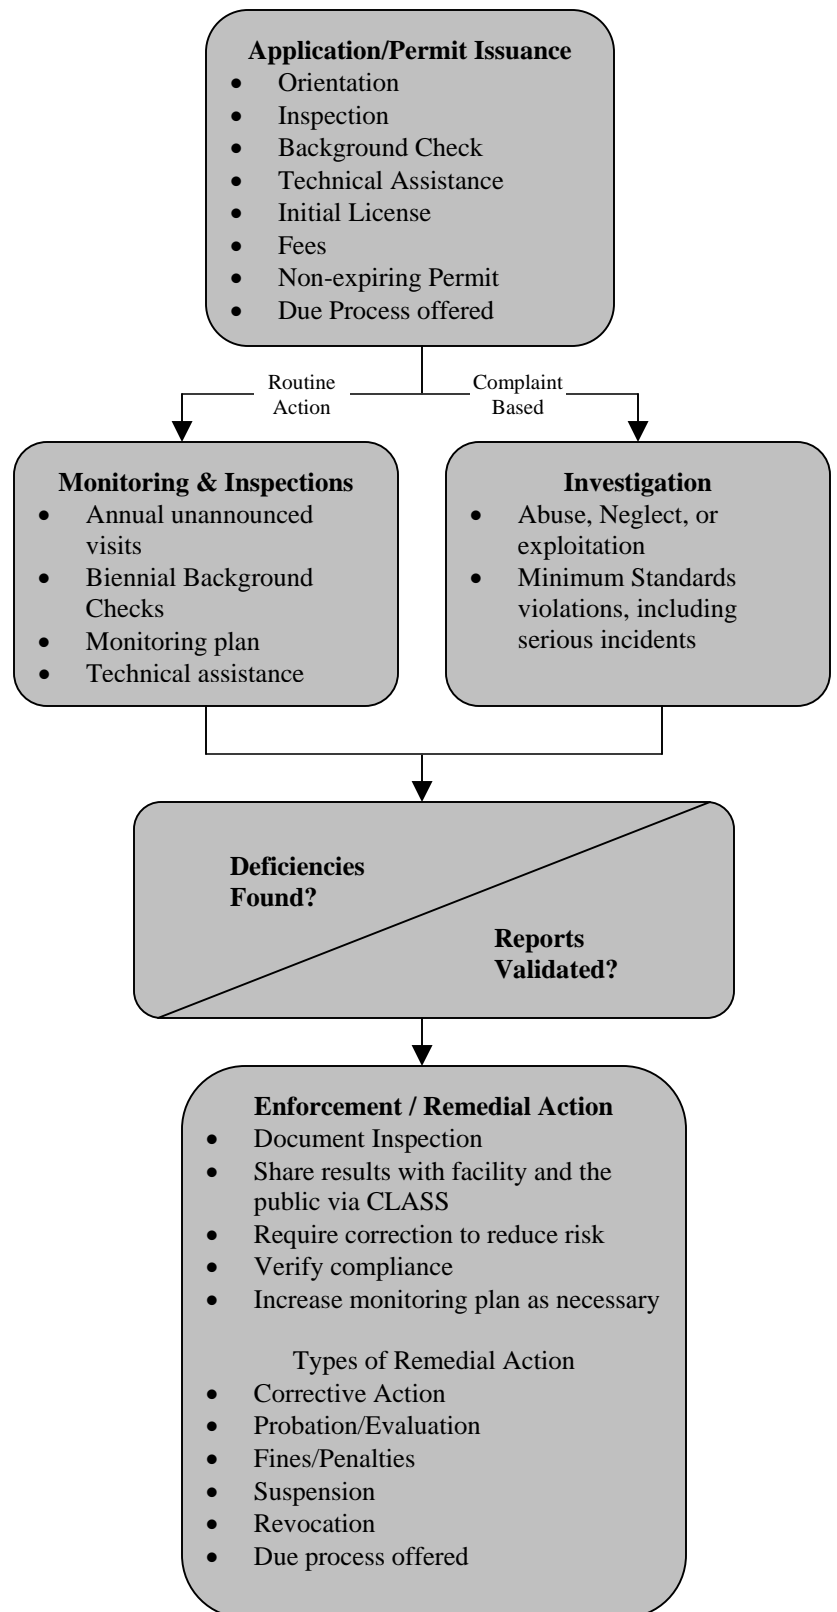 Application/Permit Issuance
• Orientation
• Inspection
• Background Check
• Technical Assistance
• Initial License
• Fees
• Non-expiring Permit
• Due Process offered
Routine
Action
Complaint
Based
Monitoring & Inspections
• Annual unannounced
visits
• Biennial Background
Checks
• Monitoring plan
• Technical assistance
Investigation
• Abuse, Neglect, or
exploitation
• Minimum Standards
violations, including
serious incidents
Deficiencies
Found?
Reports
Validated?
Enforcement / Remedial Action
• Document Inspection
• Share results with facility and the
public via CLASS
• Require correction to reduce risk
• Verify compliance
• Increase monitoring plan as necessary
Types of Remedial Action
• Corrective Action
• Probation/Evaluation
• Fines/Penalties
• Suspension
• Revocation
• Due process offered